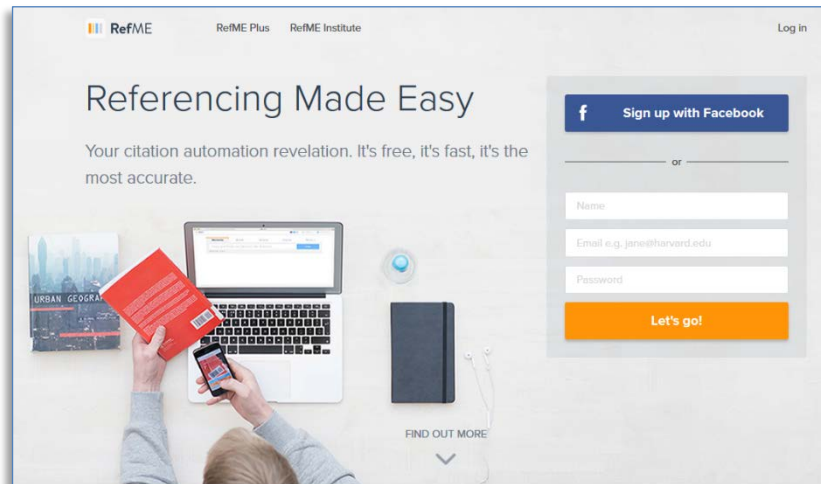 RefME
RefME Plus
RefME Institute
Log in
Referencing Made Easy
Your citation automation revelation. It's free, it's fast, it's the
most accurate.
f Sign up with Facebook
or
Name
Email e.g. jane@harvard.edu
Password
Let's go!
URBAN GEOGRA
FIND OUT MORE